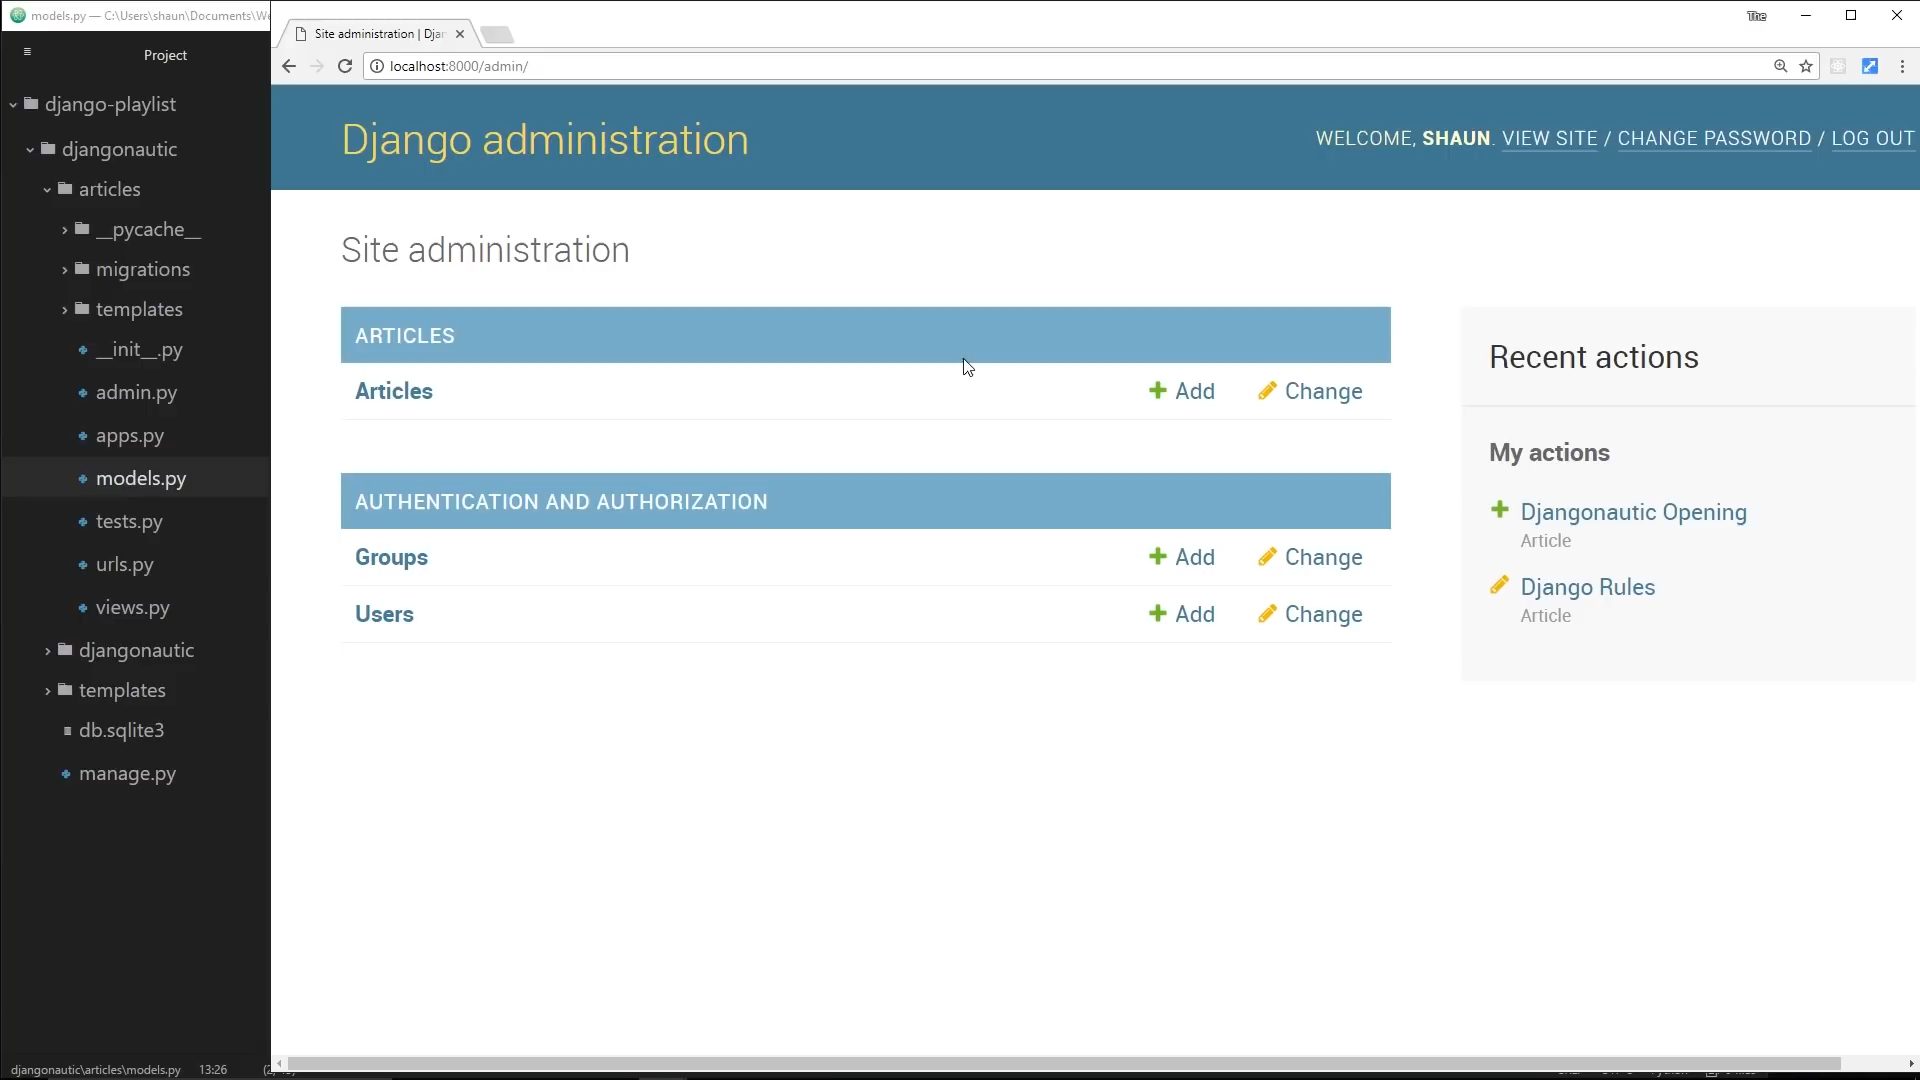 models.py — C:\Users\shaun\Documents\We
Project
django-playlist
djangonautic
articles
__pycache__
migrations
templates
__init__.py
admin.py
apps.py
models.py
tests.py
urls.py
views.py
djangonautic
templates
db.sqlite3
manage.py
djangonautic\articles\models.py 13:26
Site administration | Djan
The
localhost:8000/admin/
Django administration
WELCOME, SHAUN. VIEW SITE / CHANGE PASSWORD / LOG OUT
Site administration
ARTICLES
Articles Add Change
AUTHENTICATION AND AUTHORIZATION
Groups Add Change
Users Add Change
Recent actions
My actions
Djangonautic Opening
Article
Django Rules
Article